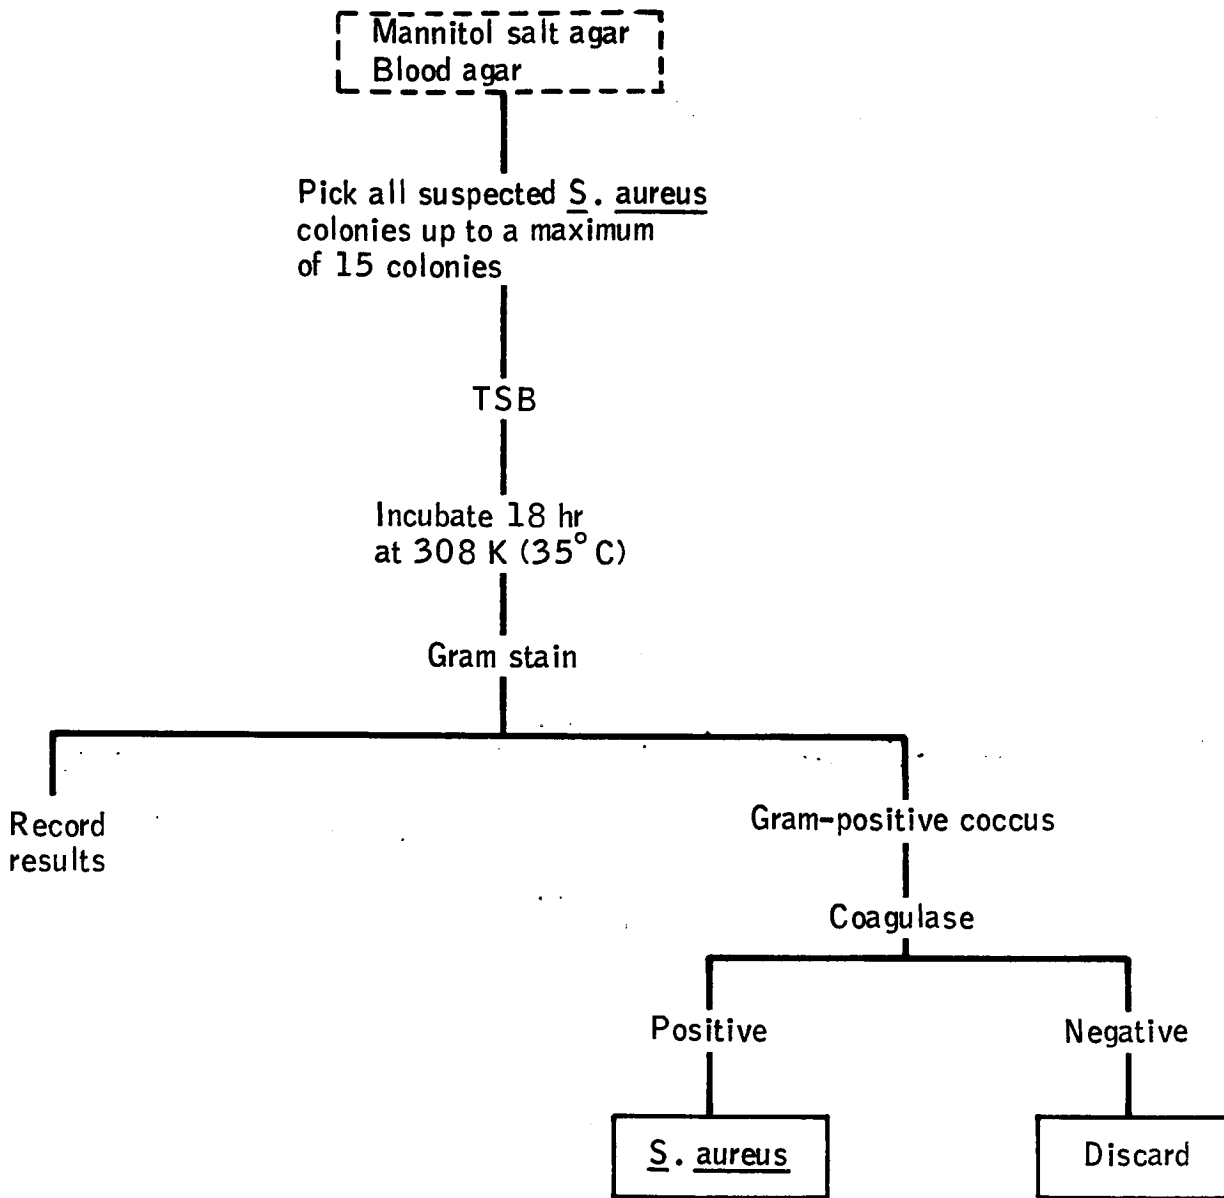 Mannitol salt agar
Blood agar
Pick all suspected S. aureus
colonies up to a maximum
of 15 colonies
TSB
Incubate 18 hr
at 308 K (35° C)
Gram stain
Record
results
Gram-positive coccus
Coagulase
Positive
Negative
S. aureus
Discard